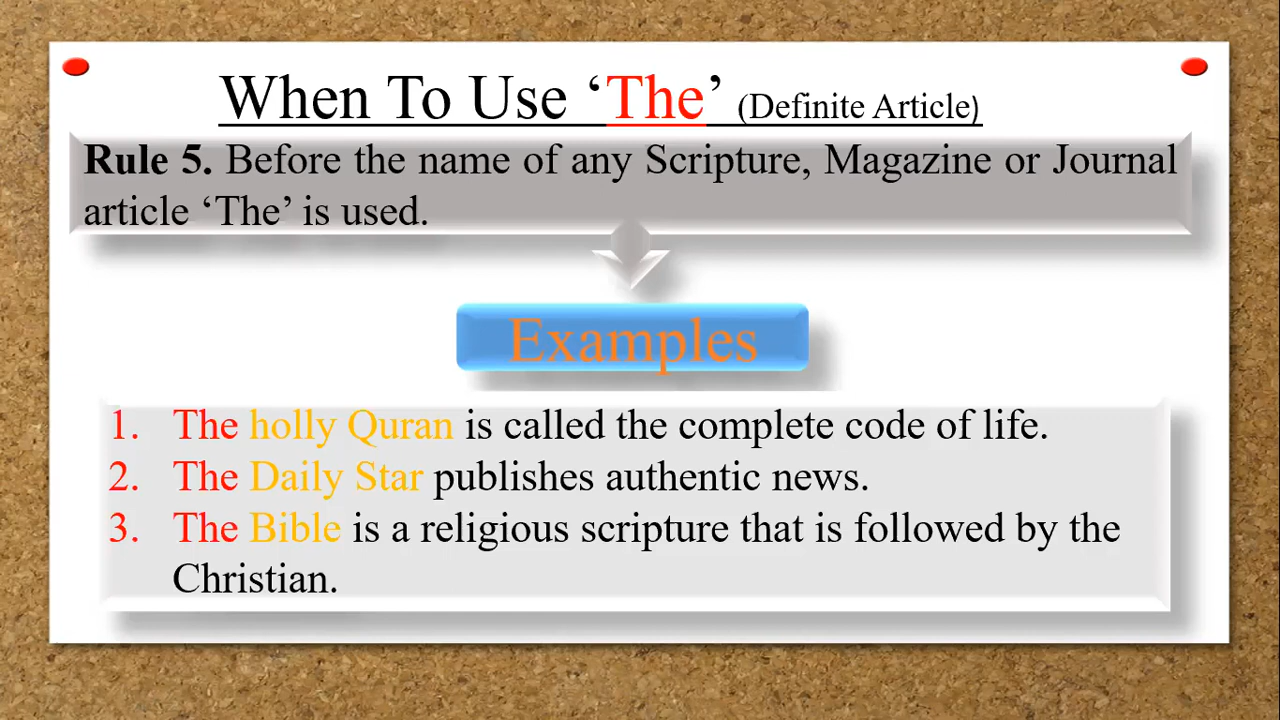 When To Use ‘The’ (Definite Article)
Rule 5. Before the name of any Scripture, Magazine or Journal
article ‘The’ is used.
Examples
1. The holly Quran is called the complete code of life.
2. The Daily Star publishes authentic news.
3. The Bible is a religious scripture that is followed by the
Christian.